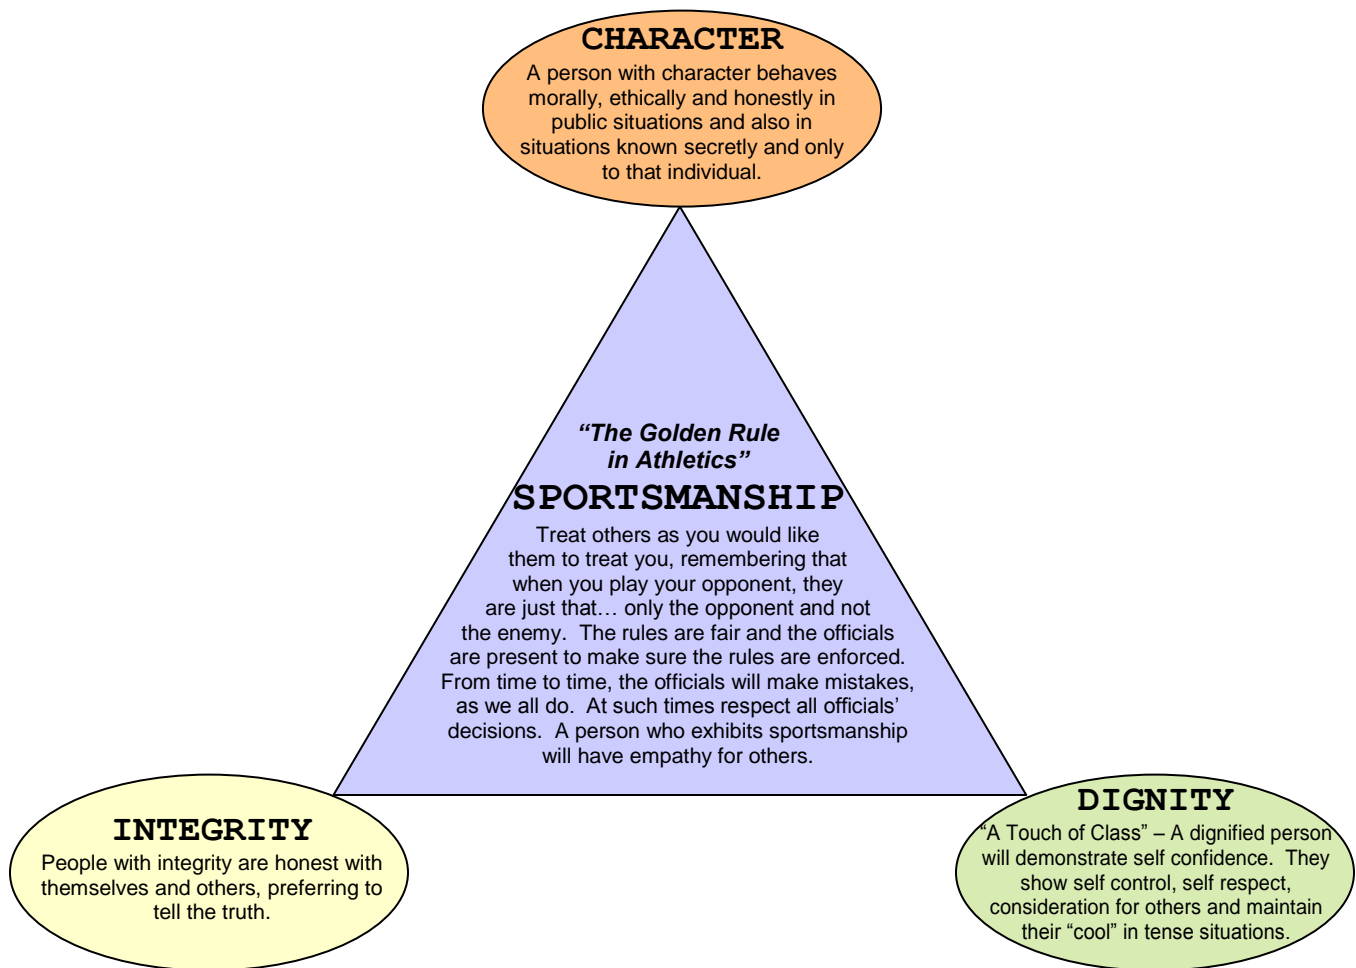 CHARACTER
A person with character behaves
morally, ethically and honestly in
public situations and also in
situations known secretly and only
to that individual.
“The Golden Rule
in Athletics”
SPORTSMANSHIP
Treat others as you would like
them to treat you, remembering that
when you play your opponent, they
are just that… only the opponent and not
the enemy.  The rules are fair and the officials
are present to make sure the rules are enforced.
From time to time, the officials will make mistakes,
as we all do.  At such times respect all officials’
decisions.  A person who exhibits sportsmanship
will have empathy for others.
INTEGRITY
People with integrity are honest with
themselves and others, preferring to
tell the truth.
DIGNITY
“A Touch of Class” – A dignified person
will demonstrate self confidence.  They
show self control, self respect,
consideration for others and maintain
their “cool” in tense situations.